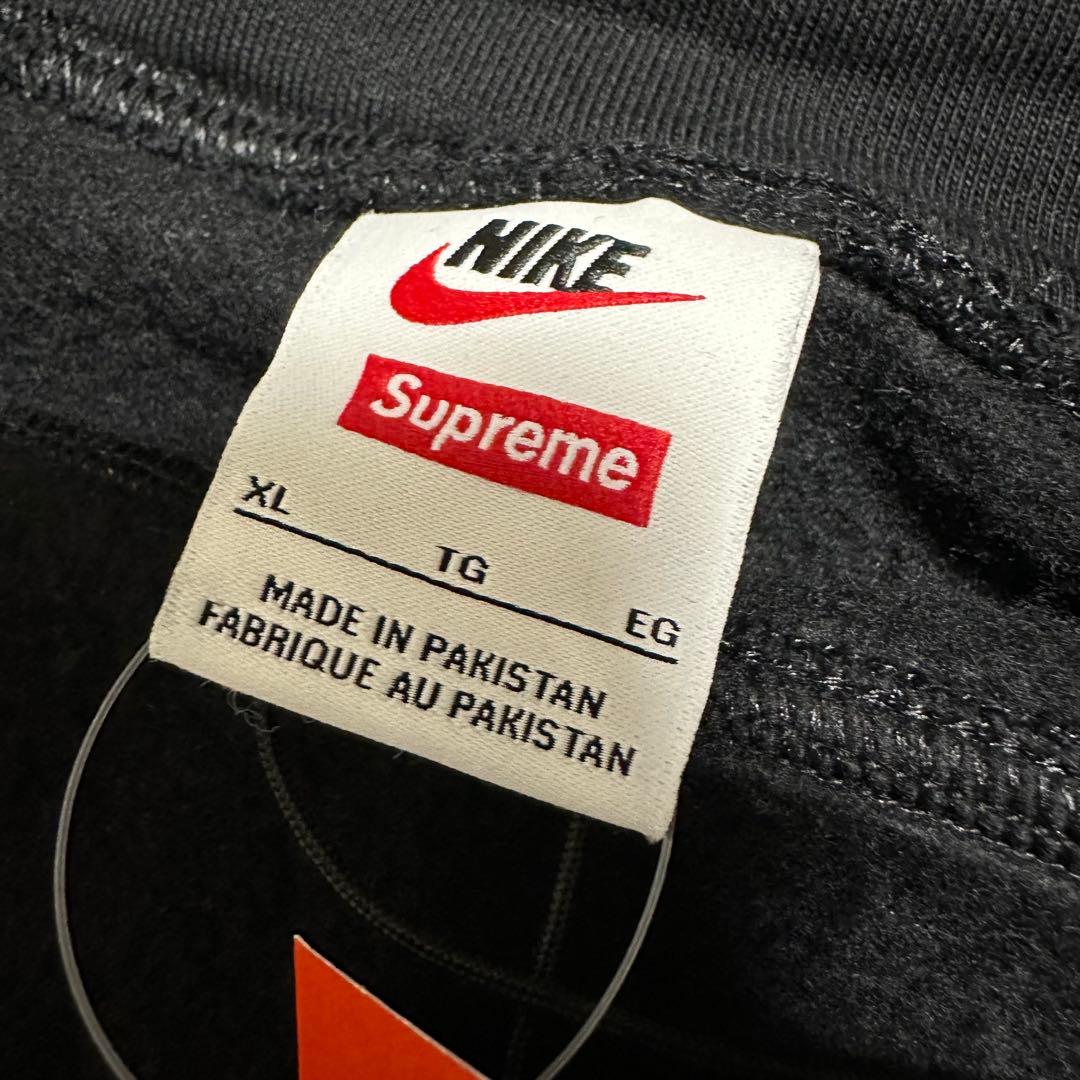 NIKE
Supreme
XL TG EG
MADE IN PAKISTAN
FABRIQUE AU PAKISTAN